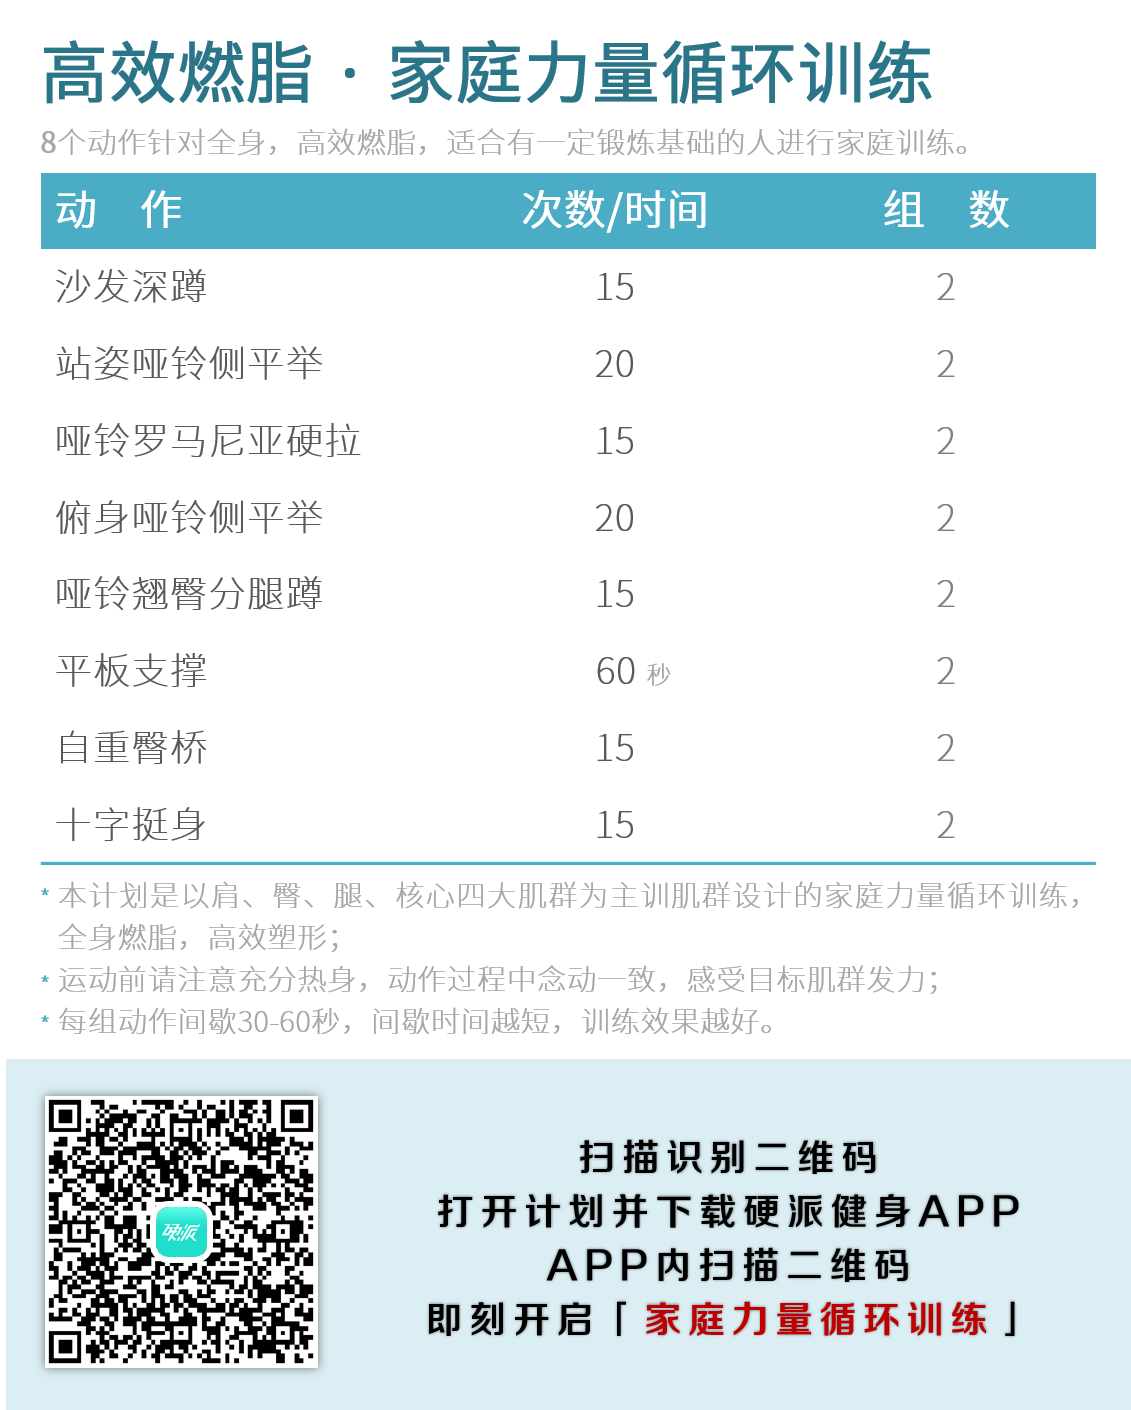 高效燃脂 · 家庭力量循环训练
8个动作针对全身，高效燃脂，适合有一定锻炼基础的人进行家庭训练。
动 作 次数/时间 组 数
沙发深蹲 15 2
站姿哑铃侧平举 20 2
哑铃罗马尼亚硬拉 15 2
俯身哑铃侧平举 20 2
哑铃翘臀分腿蹲 15 2
平板支撑 60 秒 2
自重臀桥 15 2
十字挺身 15 2
* 本计划是以肩、臀、腿、核心四大肌群为主训肌群设计的家庭力量循环训练，
全身燃脂，高效塑形；
* 运动前请注意充分热身，动作过程中念动一致，感受目标肌群发力；
* 每组动作间歇30-60秒，间歇时间越短，训练效果越好。
硬派
扫描识别二维码
打开计划并下载硬派健身APP
APP内扫描二维码
即刻开启「家庭力量循环训练」